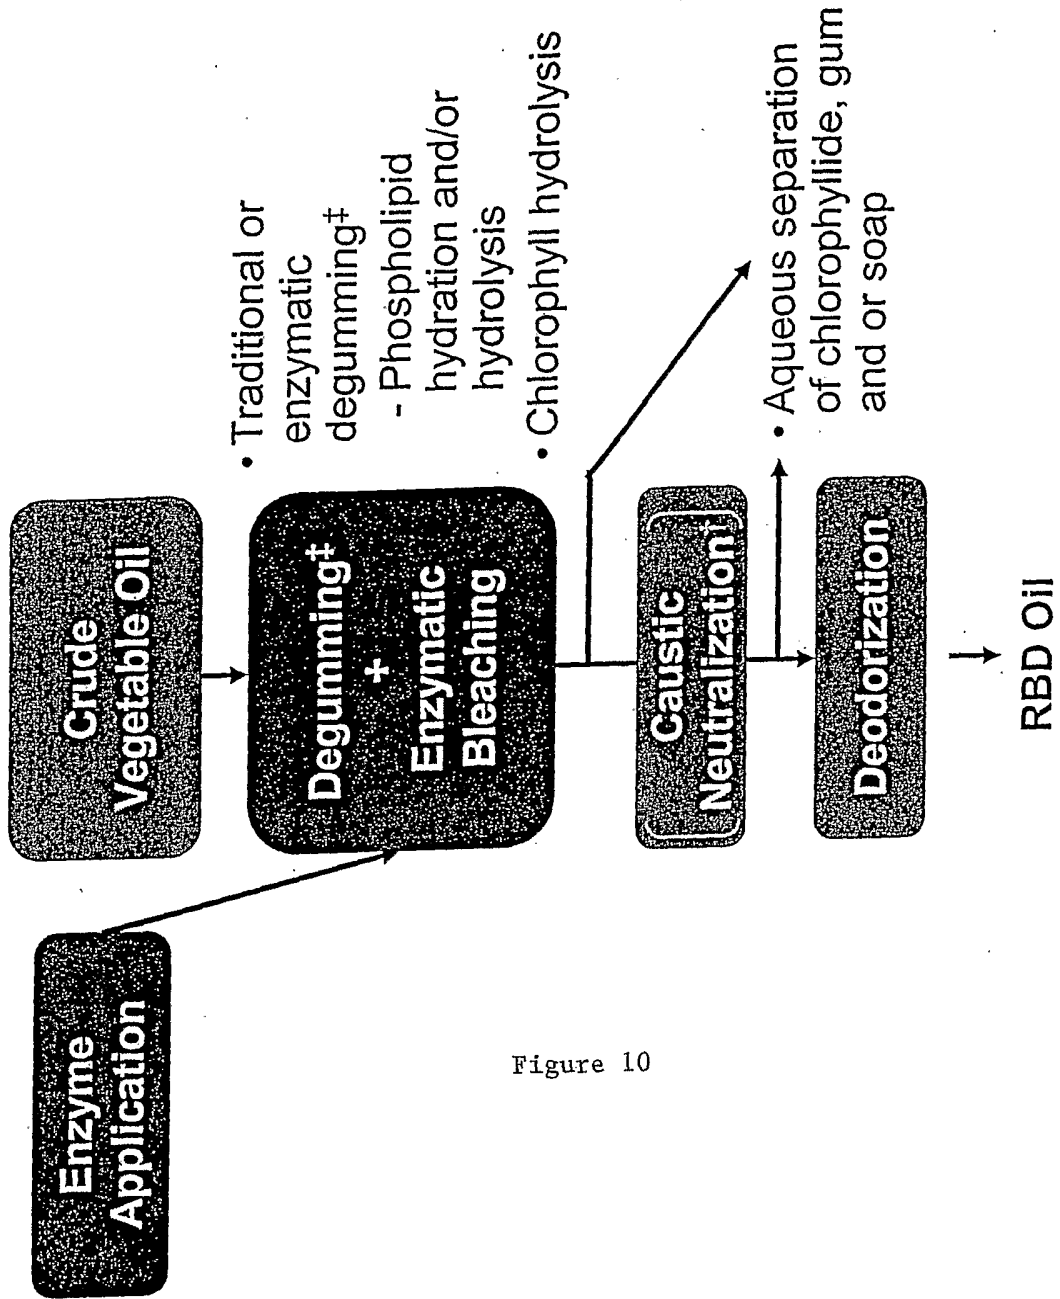 Enzyme
Application
Crude
Vegetable Oil
Degumming‡
+
Enzymatic
Bleaching
• Traditional or
enzymatic
degumming‡
- Phospholipid
hydration and/or
hydrolysis
• Chlorophyll hydrolysis
Caustic
Neutralization†
• Aqueous separation
of chlorophyllide, gum
and or soap
Deodorization
RBD Oil
Figure 10